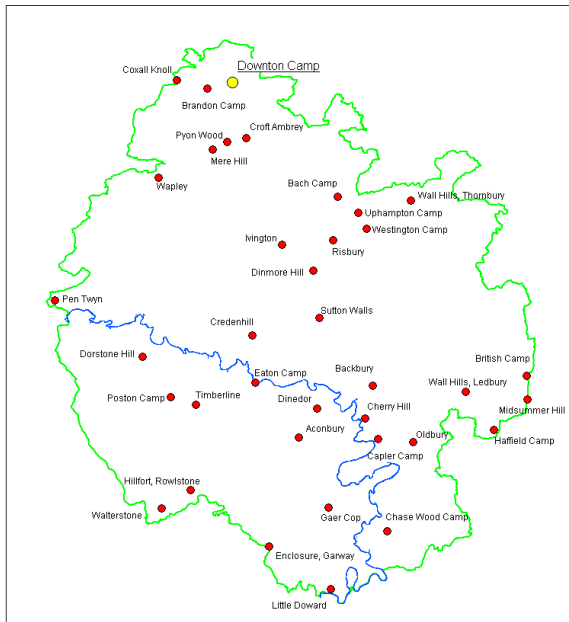 Downton Camp
Coxall Knoll
Brandon Camp
Croft Ambrey
Pyon Wood
Mere Hill
Wapley
Bach Camp
Wall Hills, Thornbury
Uphampton Camp
Westington Camp
Ivington
Risbury
Dinmore Hill
Pen Twyn
Sutton Walls
Credenhill
Dorstone Hill
British Camp
Eaton Camp
Backbury
Wall Hills, Ledbury
Poston Camp
Timberline
Dinedor
Cherry Hill
Midsummer Hill
Aconbury
Oldbury
Haffield Camp
Capler Camp
Hillfort, Rowlstone
Walterstone
Gaer Cop
Chase Wood Camp
Enclosure, Garway
Little Doward